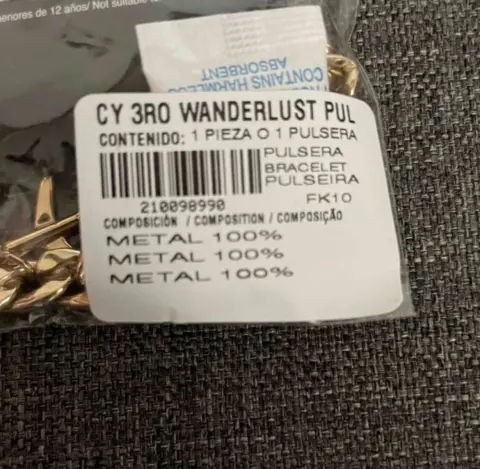 menores de 12 años/ Not suitable
CONTAINS HARMLESS
ABSORBENT
CY 3RO WANDERLUST PUL
CONTENIDO: 1 PIEZA O 1 PULSERA
PULSERA
BRACELET
PULSEIRA
210098990
FK10
COMPOSICIÓN / COMPOSITION / COMPOSIÇÃO
METAL 100%
METAL 100%
METAL 100%